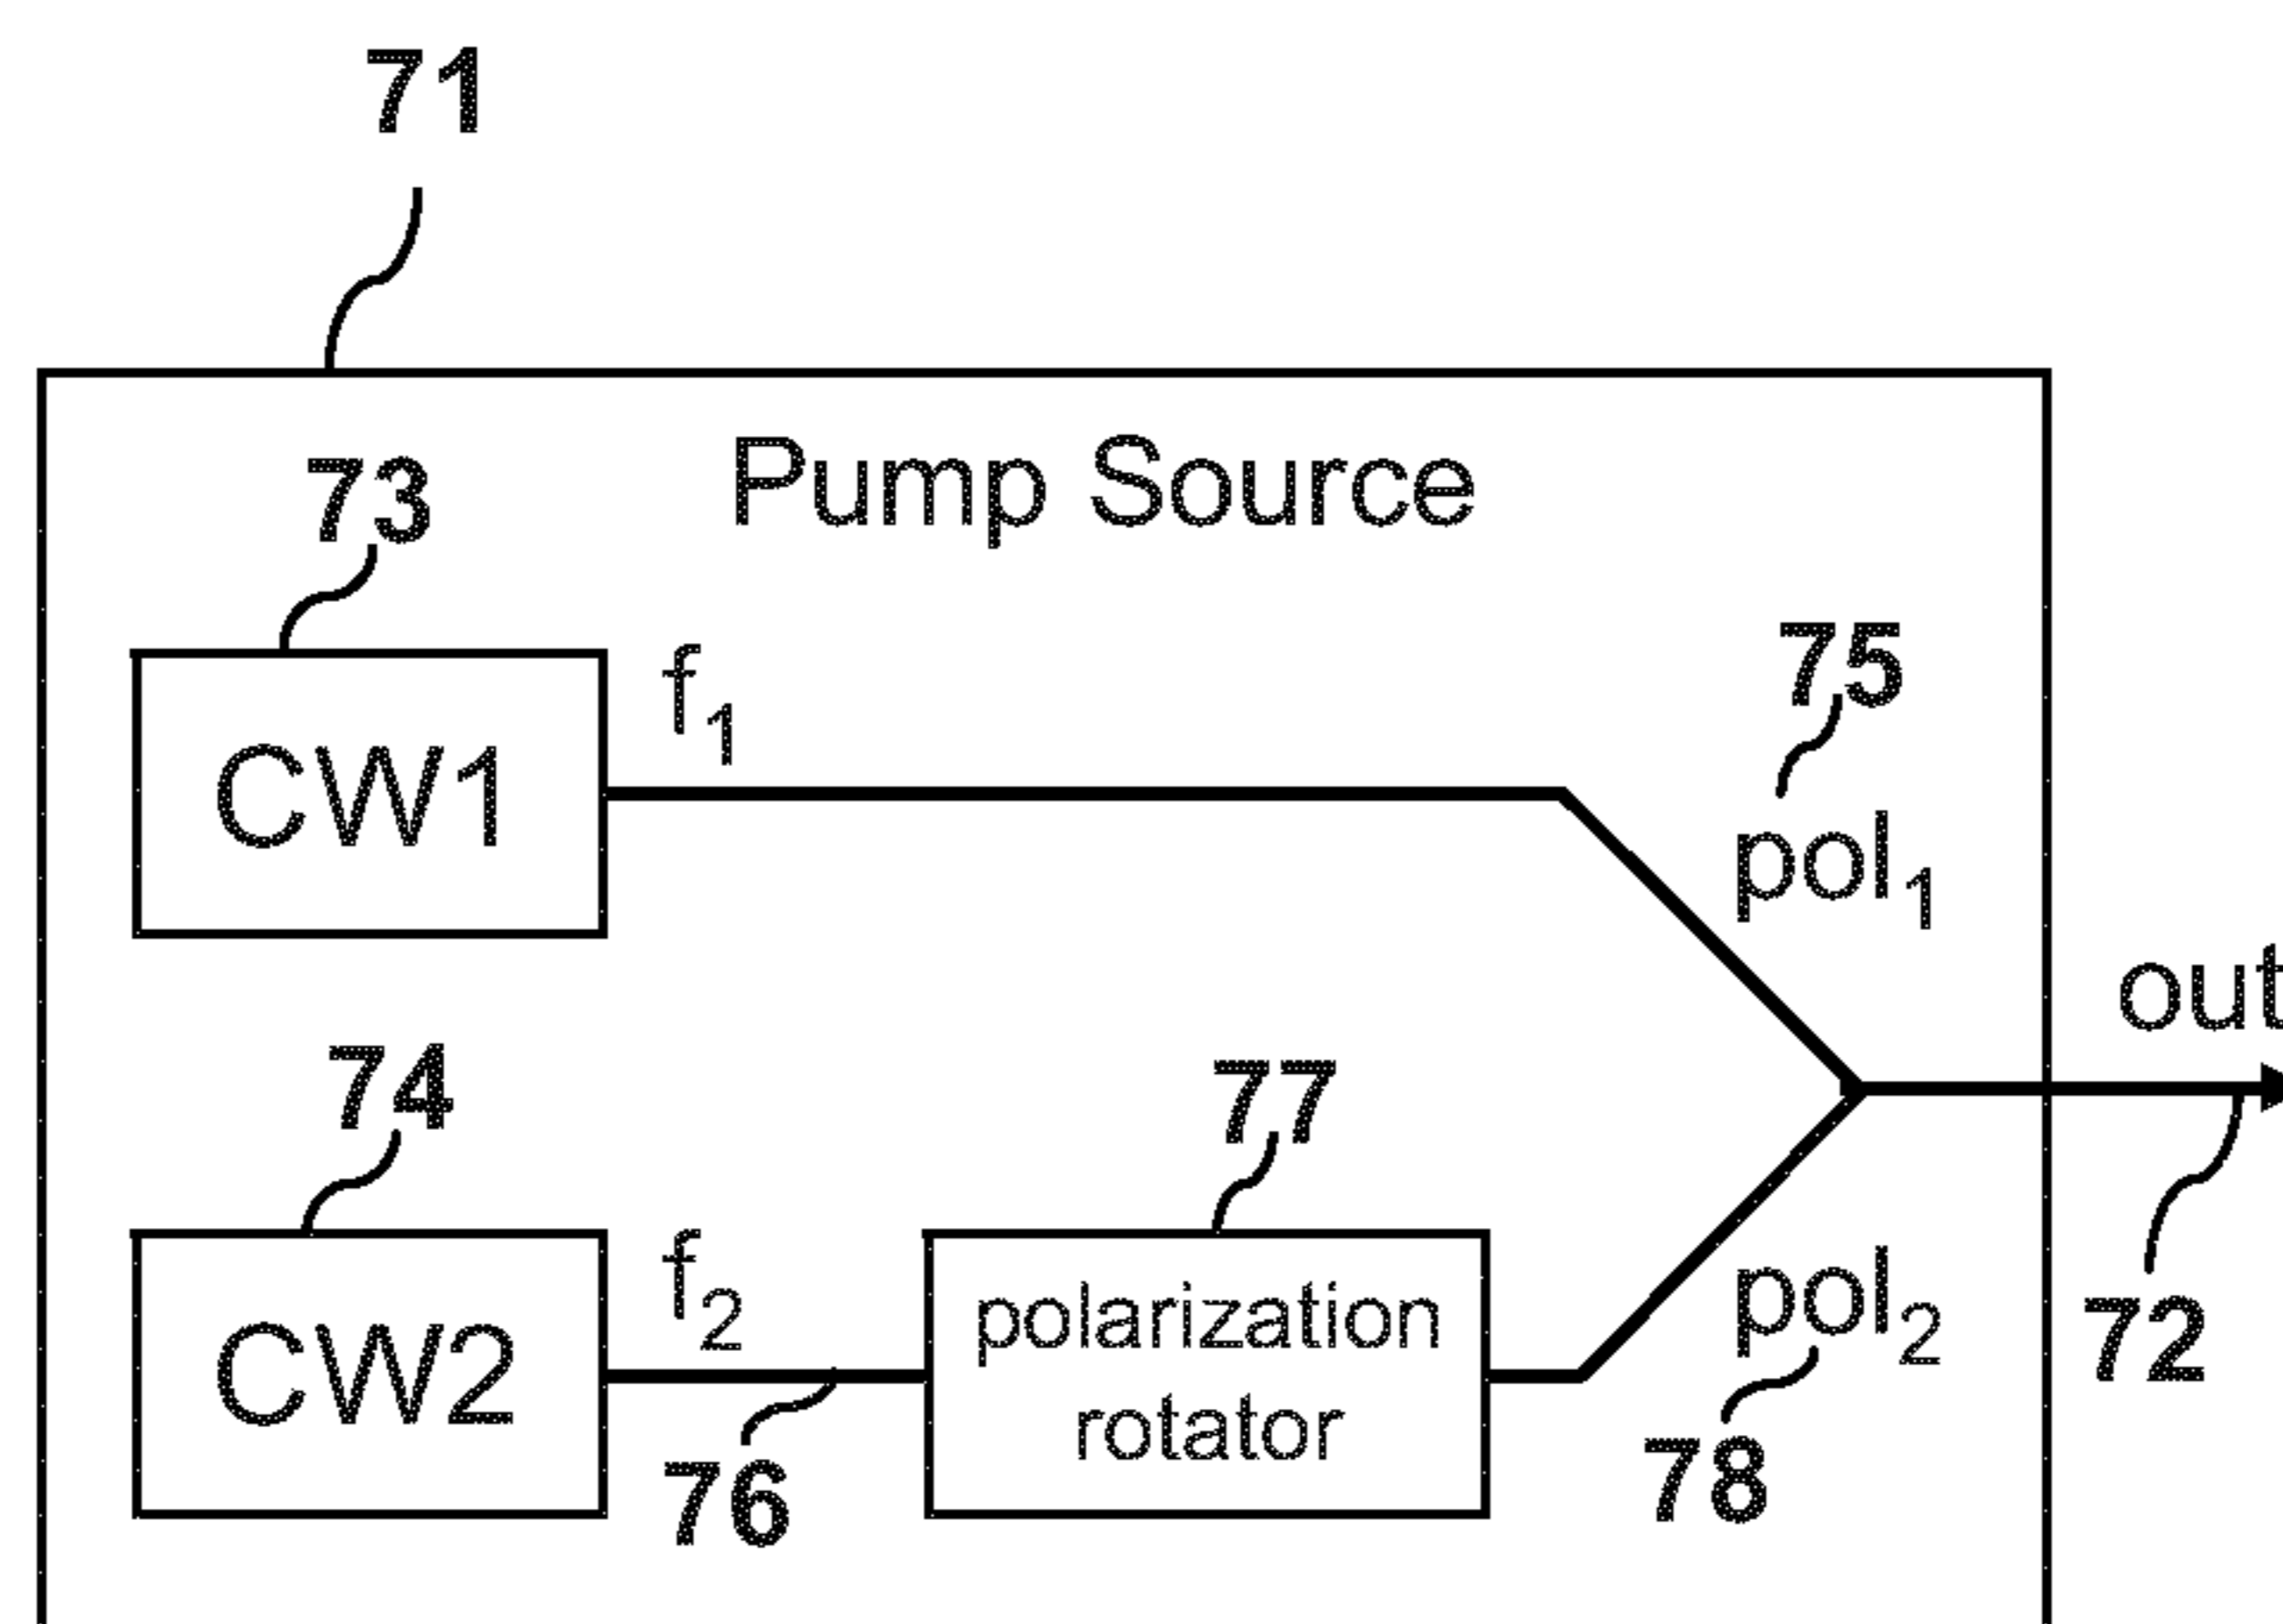 71
Pump Source
73
f1
75
CW1
pol1
out
74
77
f2
polarization
rotator
pol2
CW2
72
76
78